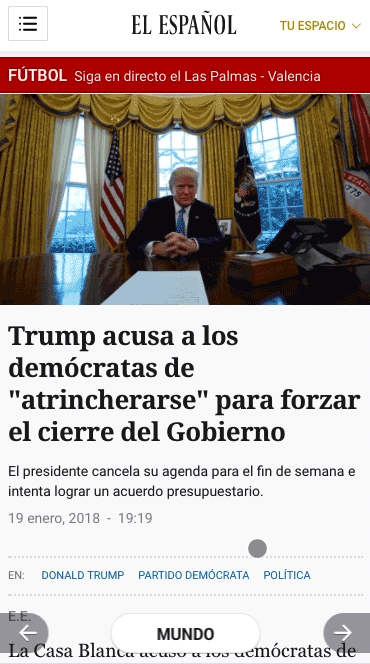 EL ESPAÑOL
TU ESPACIO
FÚTBOL Siga en directo el Las Palmas - Valencia
Trump acusa a los
demócratas de
"atrincherarse" para forzar
el cierre del Gobierno
El presidente cancela su agenda para el fin de semana e
intenta lograr un acuerdo presupuestario.
19 enero, 2018 - 19:19
EN: DONALD TRUMP PARTIDO DEMÓCRATA POLÍTICA
E.E.
MUNDO
La Casa Blanca acusó a los demócratas de